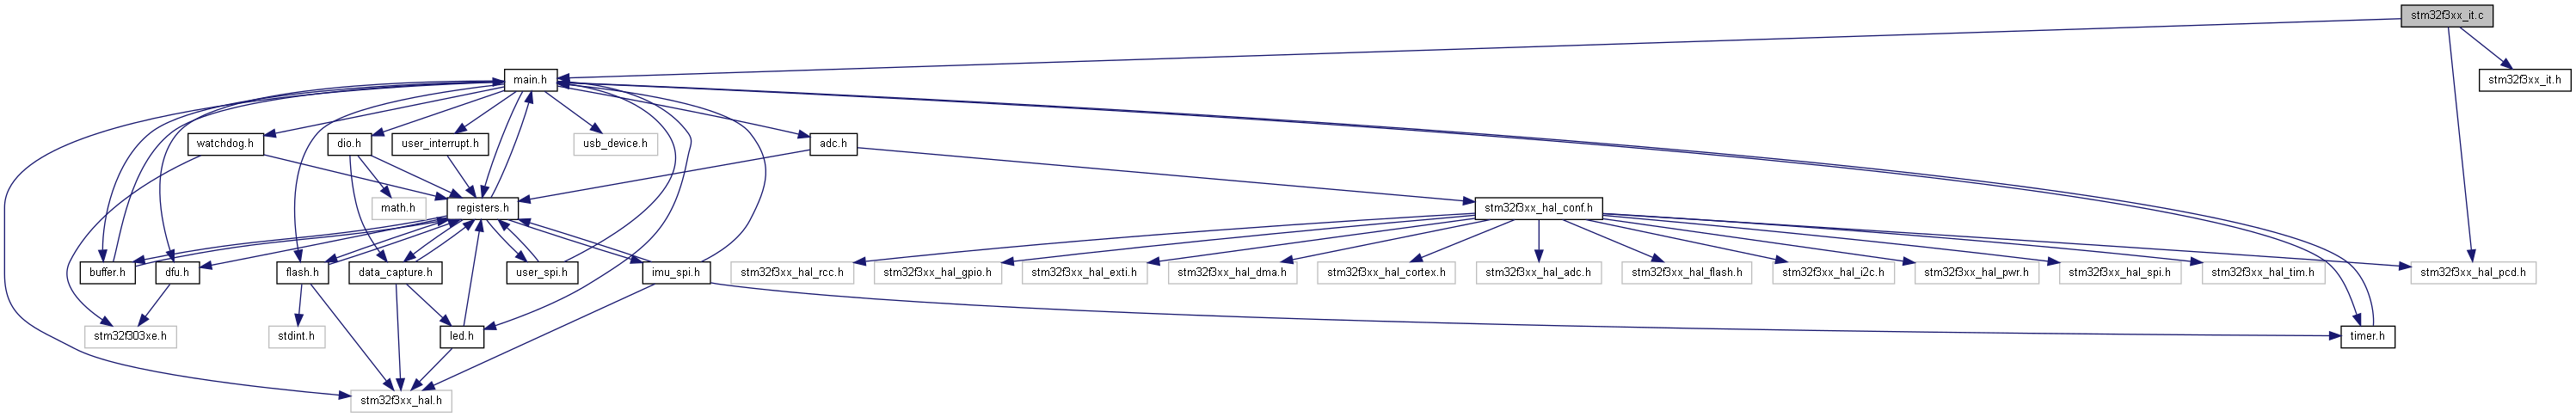 stm32f3xx_it.c
main.h
stm32f3xx_it.h
watchdog.h
dio.h
user_interrupt.h
usb_device.h
adc.h
math.h
registers.h
stm32f3xx_hal_conf.h
buffer.h
dfu.h
flash.h
data_capture.h
user_spi.h
imu_spi.h
stm32f3xx_hal_rcc.h
stm32f3xx_hal_gpio.h
stm32f3xx_hal_exti.h
stm32f3xx_hal_dma.h
stm32f3xx_hal_cortex.h
stm32f3xx_hal_adc.h
stm32f3xx_hal_flash.h
stm32f3xx_hal_i2c.h
stm32f3xx_hal_pwr.h
stm32f3xx_hal_spi.h
stm32f3xx_hal_tim.h
stm32f3xx_hal_pcd.h
stm32f303xe.h
stdint.h
led.h
timer.h
stm32f3xx_hal.h